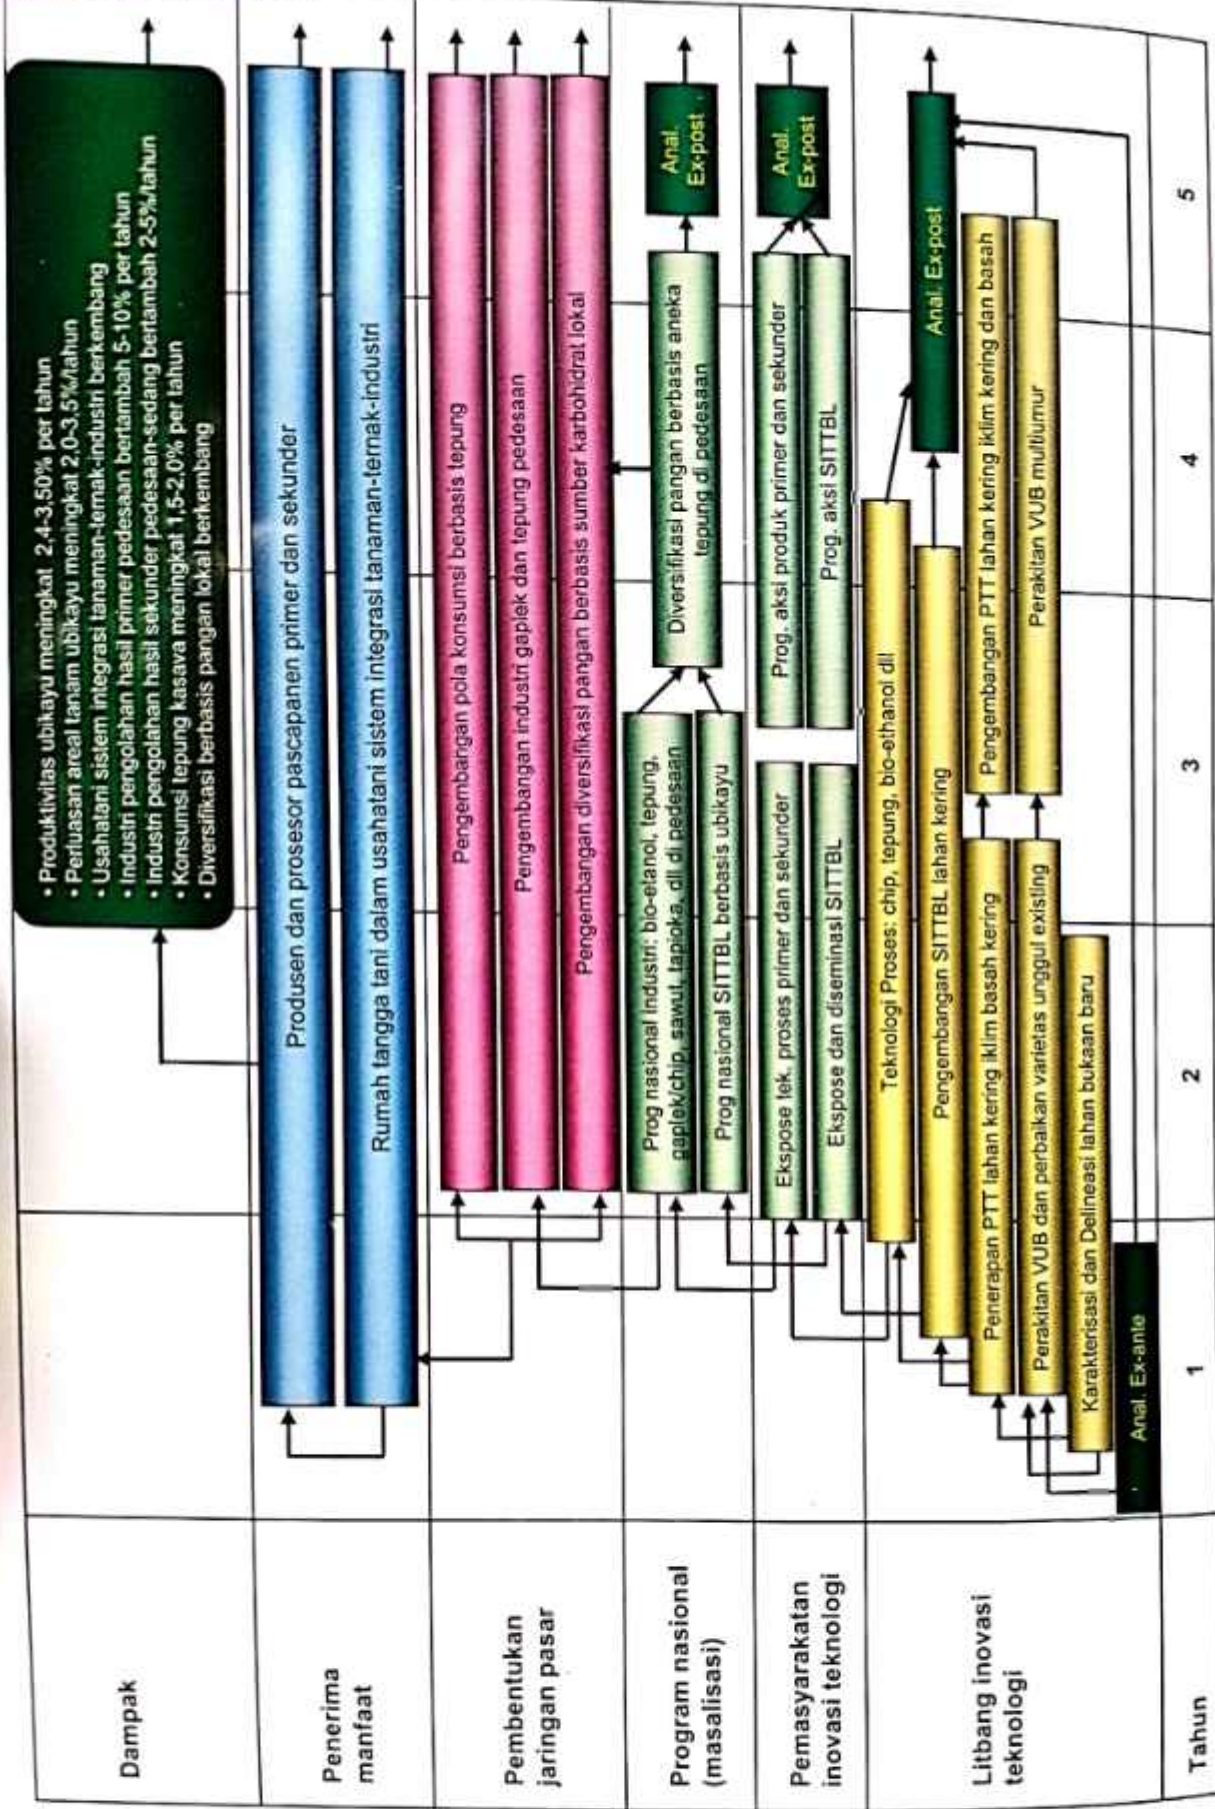 Dampak
• Produktivitas ubikayu meningkat 2.4-3,50% per tahun
• Perluasan areal tanam ubikayu meningkat 2.0-3,5%/tahun
• Usahatani sistem integrasi tanaman-ternak-industri berkembang
• Industri pengolahan hasil primer pedesaan bertambah 5-10% per tahun
• Industri pengolahan hasil sekunder pedesaan-sedang bertambah 2-5%/tahun
• Konsumsi tepung kasava meningkat 1,5-2,0% per tahun
• Diversifikasi berbasis pangan lokal berkembang
Penerima
manfaat
Produsen dan prosesor pascapanen primer dan sekunder
Rumah tangga tani dalam usahatani sistem integrasi tanaman-ternak-industri
Pembentukan
jaringan pasar
Pengembangan pola konsumsi berbasis tepung
Pengembangan industri gaplek dan tepung pedesaan
Pengembangan diversifikasi pangan berbasis sumber karbohidrat lokal
Program nasional
(masalisasi)
Prog nasional industri: bio-etanol, tepung,
gaplek/chip, sawut, tapioka, dll di pedesaan
Prog nasional SITTBL berbasis ubikayu
Diversifikasi pangan berbasis aneka
tepung di pedesaan
Anal.
Ex-post
Pemasyarakatan
inovasi teknologi
Ekspose tek. proses primer dan sekunder
Ekspose dan diseminasi SITTBL
Prog. aksi produk primer dan sekunder
Prog. aksi SITTBL
Anal.
Ex-post
Litbang inovasi
teknologi
Teknologi Proses: chip, tepung, bio-ethanol dll
Pengembangan SITTBL lahan kering
Anal. Ex-post
Penerapan PTT lahan kering iklim basah kering
Pengembangan PTT lahan kering iklim kering dan basah
Perakitan VUB dan perbaikan varietas unggul existing
Perakitan VUB multiumur
Karakterisasi dan Delineasi lahan bukaan baru
Anal. Ex-ante
Tahun 1 2 3 4 5